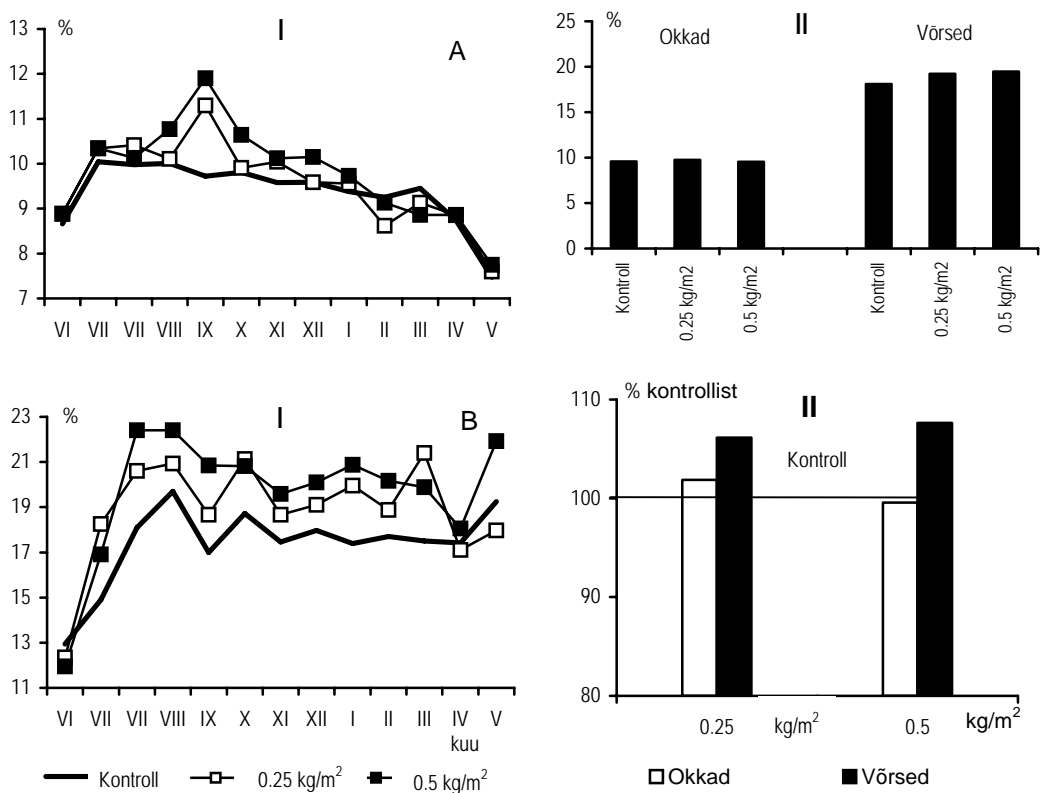 % I A
13
12
11
10
9
8
7
VI VII VII VIII IX X XI XII I II III IV V
% II
Okkad Võrsed
25
20
15
10
5
0
Kontroll 0.25 kg/m2 0.5 kg/m2 Kontroll 0.25 kg/m2 0.5 kg/m2
% I B
23
21
19
17
15
13
11
VI VII VII VIII IX X XI XII I II III IV V
kuu
Kontroll 0.25 kg/m² 0.5 kg/m²
% kontrollist II
Kontroll
110
100
90
80
0.25 kg/m² 0.5 kg/m²
Okkad Võrsed